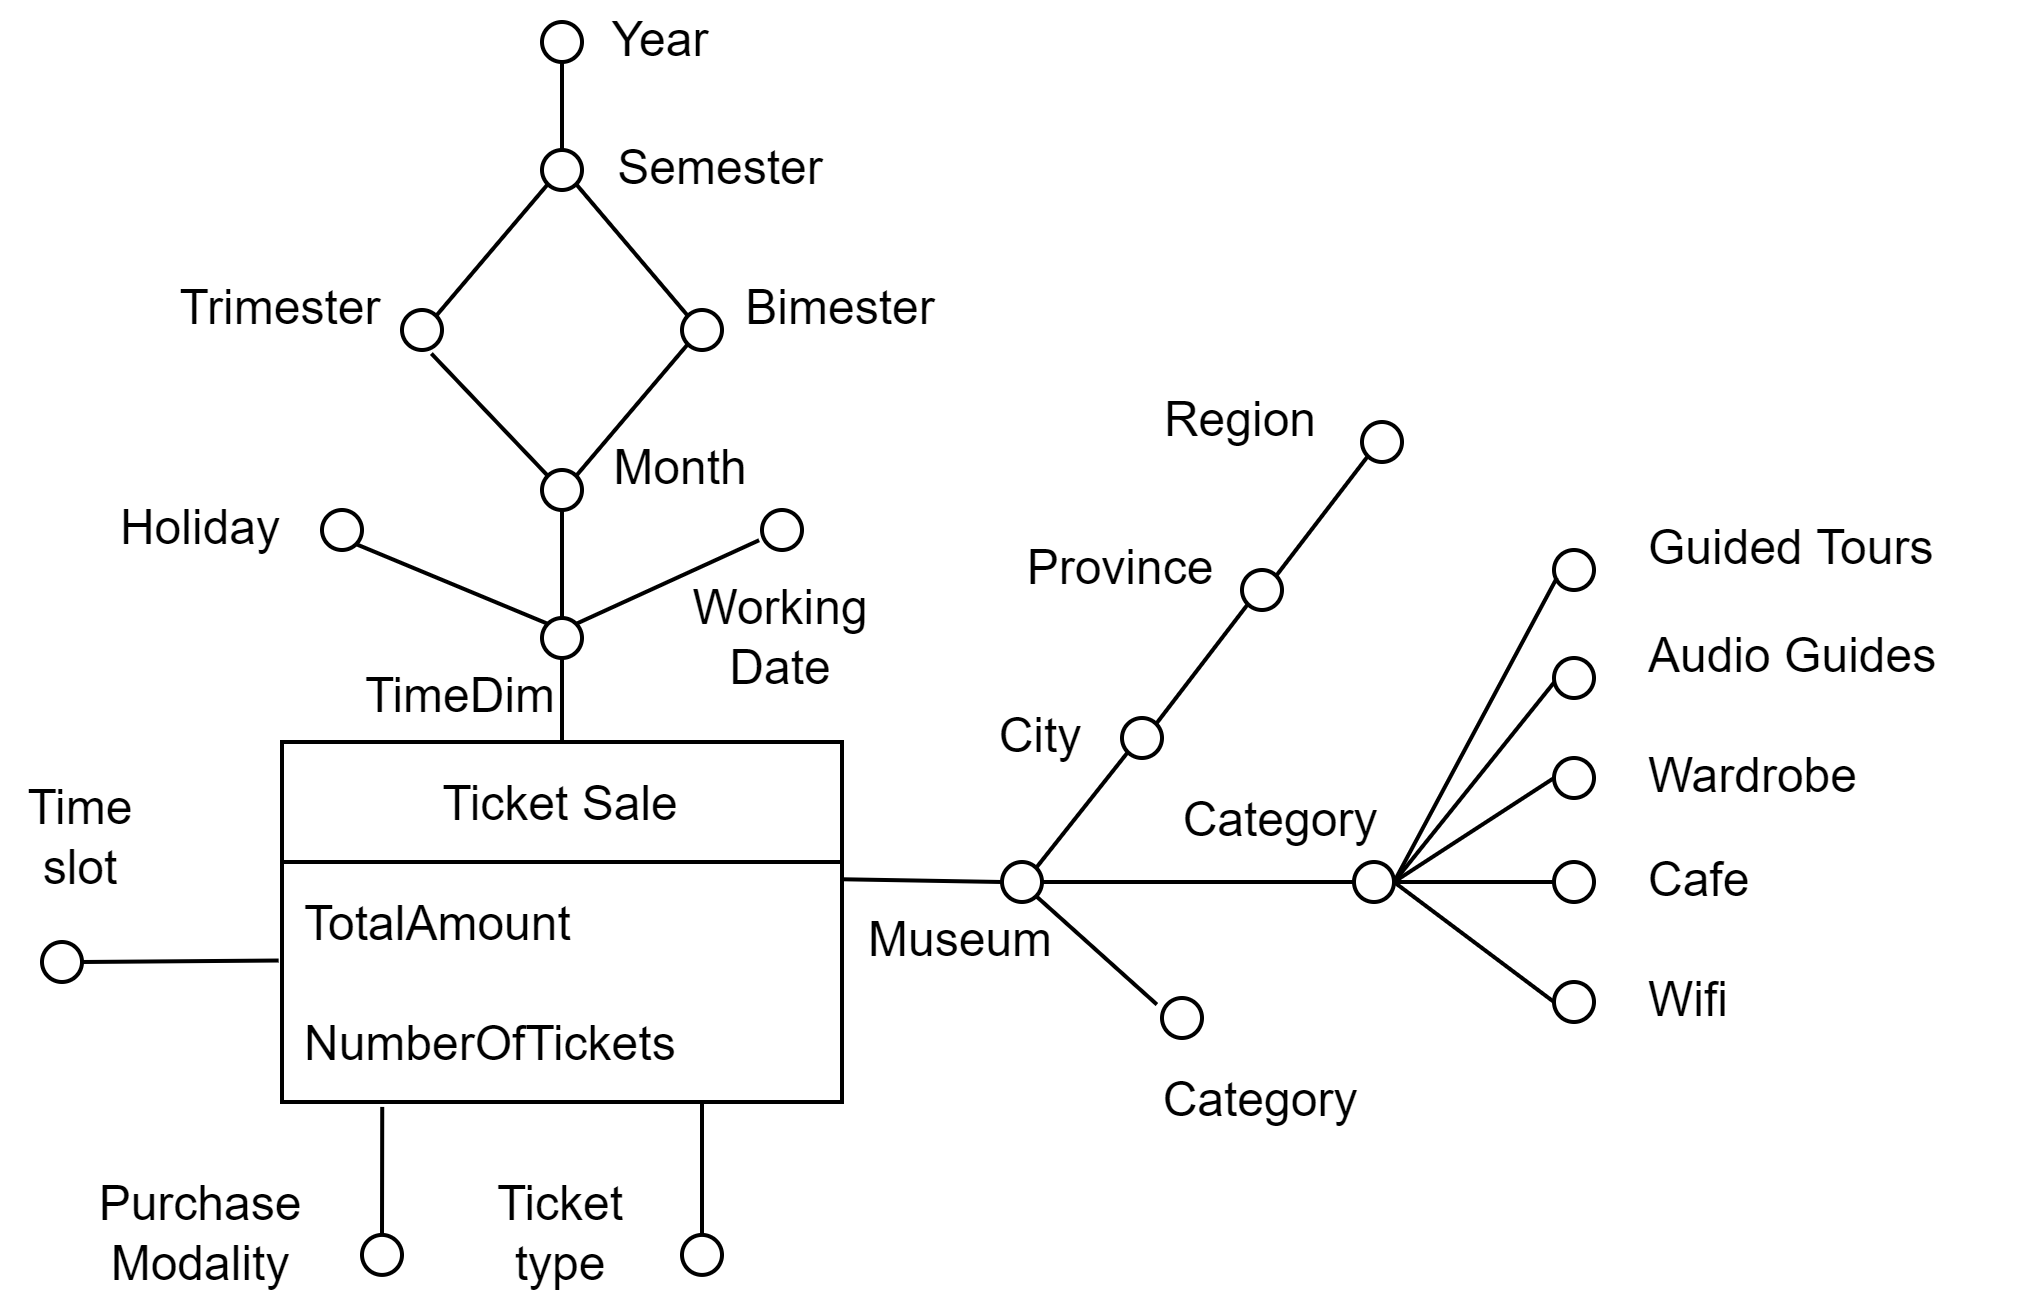 Year
Semester
Trimester
Bimester
Region
Month
Holiday
Province
Guided Tours
Working
Date
Audio Guides
TimeDim
City
Wardrobe
Time
slot
Ticket Sale
Category
Cafe
TotalAmount
Museum
Wifi
NumberOfTickets
Category
Purchase
Modality
Ticket
type